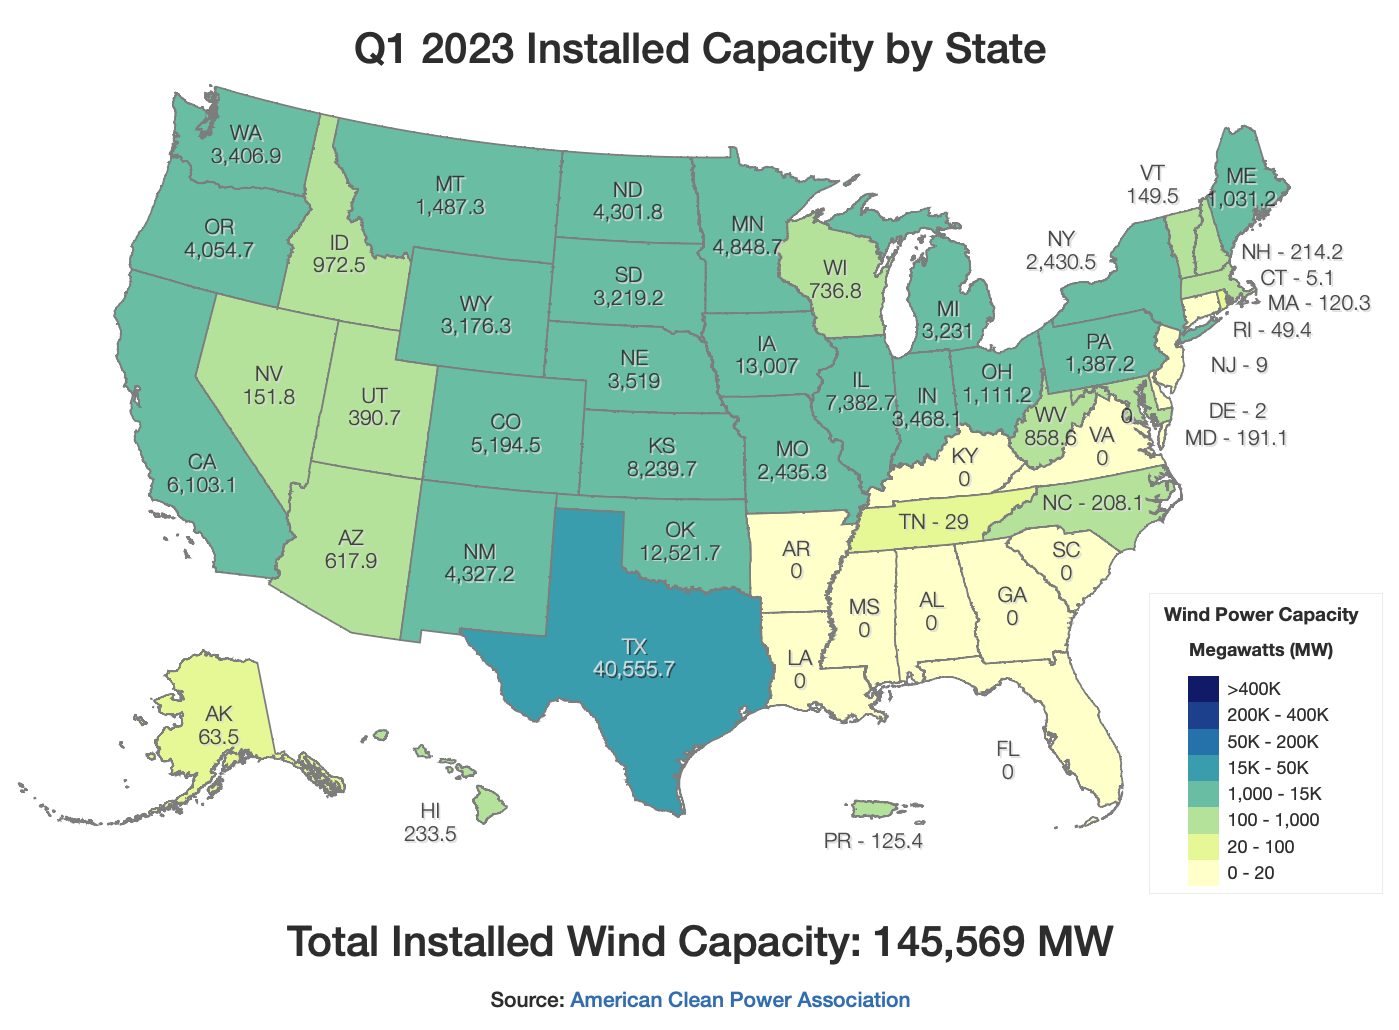 Q1 2023 Installed Capacity by State
WA
3,406.9
MT
1,487.3
ND
4,301.8
MN
4,848.7
VT
149.5
ME
1,031.2
OR
4,054.7
ID
972.5
SD
3,219.2
WI
736.8
NY
2,430.5
NH - 214.2
CT - 5.1
MA - 120.3
RI - 49.4
WY
3,176.3
MI
3,231
PA
1,387.2
NJ - 9
NV
151.8
UT
390.7
NE
3,519
IA
13,007
IL
7,382.7
IN
3,468.1
OH
1,111.2
WV
858.6
0
DE - 2
MD - 191.1
CO
5,194.5
KS
8,239.7
MO
2,435.3
KY
0
VA
0
CA
6,103.1
NC - 208.1
TN - 29
AZ
617.9
NM
4,327.2
OK
12,521.7
AR
0
SC
0
MS
0
AL
0
GA
0
TX
40,555.7
LA
0
AK
63.5
FL
0
HI
233.5
PR - 125.4
Wind Power Capacity
Megawatts (MW)
>400K
200K - 400K
50K - 200K
15K - 50K
1,000 - 15K
100 - 1,000
20 - 100
0 - 20
Total Installed Wind Capacity: 145,569 MW
Source: American Clean Power Association